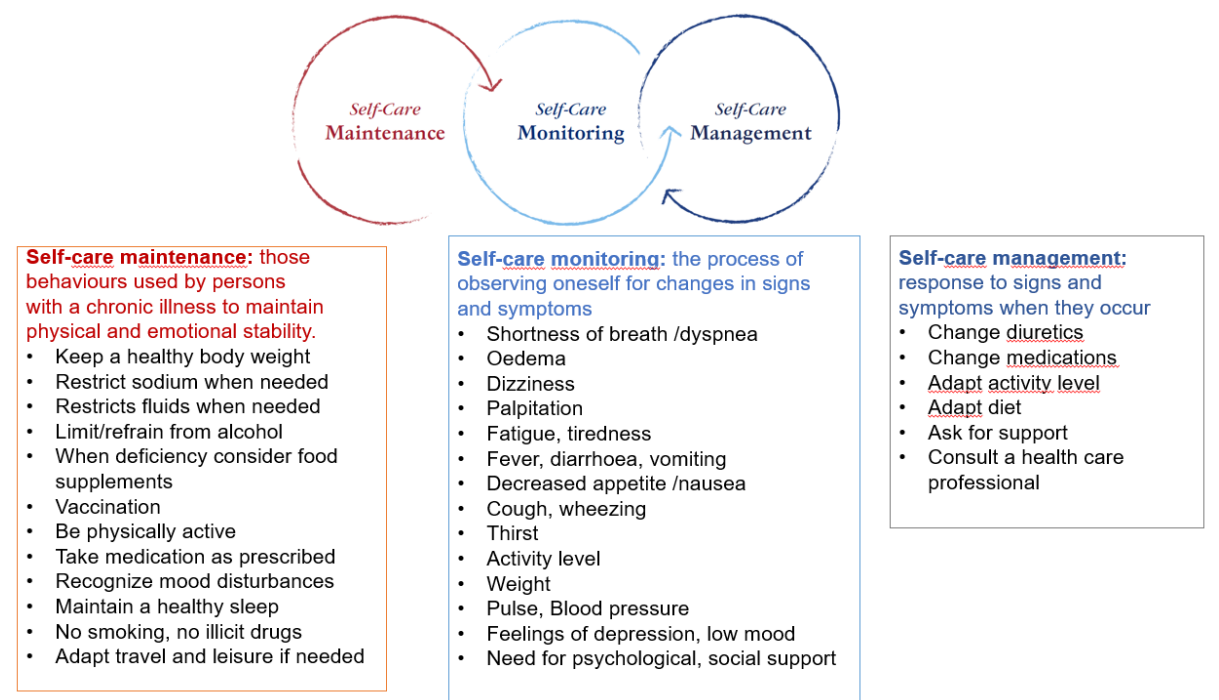 Self-Care
Maintenance
Self-Care
Monitoring
Self-Care
Management
Self-care maintenance: those
behaviours used by persons
with a chronic illness to maintain
physical and emotional stability.
• Keep a healthy body weight
• Restrict sodium when needed
• Restricts fluids when needed
• Limit/refrain from alcohol
• When deficiency consider food
supplements
• Vaccination
• Be physically active
• Take medication as prescribed
• Recognize mood disturbances
• Maintain a healthy sleep
• No smoking, no illicit drugs
• Adapt travel and leisure if needed
Self-care monitoring: the process of
observing oneself for changes in signs
and symptoms
• Shortness of breath /dyspnea
• Oedema
• Dizziness
• Palpitation
• Fatigue, tiredness
• Fever, diarrhoea, vomiting
• Decreased appetite /nausea
• Cough, wheezing
• Thirst
• Activity level
• Weight
• Pulse, Blood pressure
• Feelings of depression, low mood
• Need for psychological, social support
Self-care management:
response to signs and
symptoms when they occur
• Change diuretics
• Change medications
• Adapt activity level
• Adapt diet
• Ask for support
• Consult a health care
professional